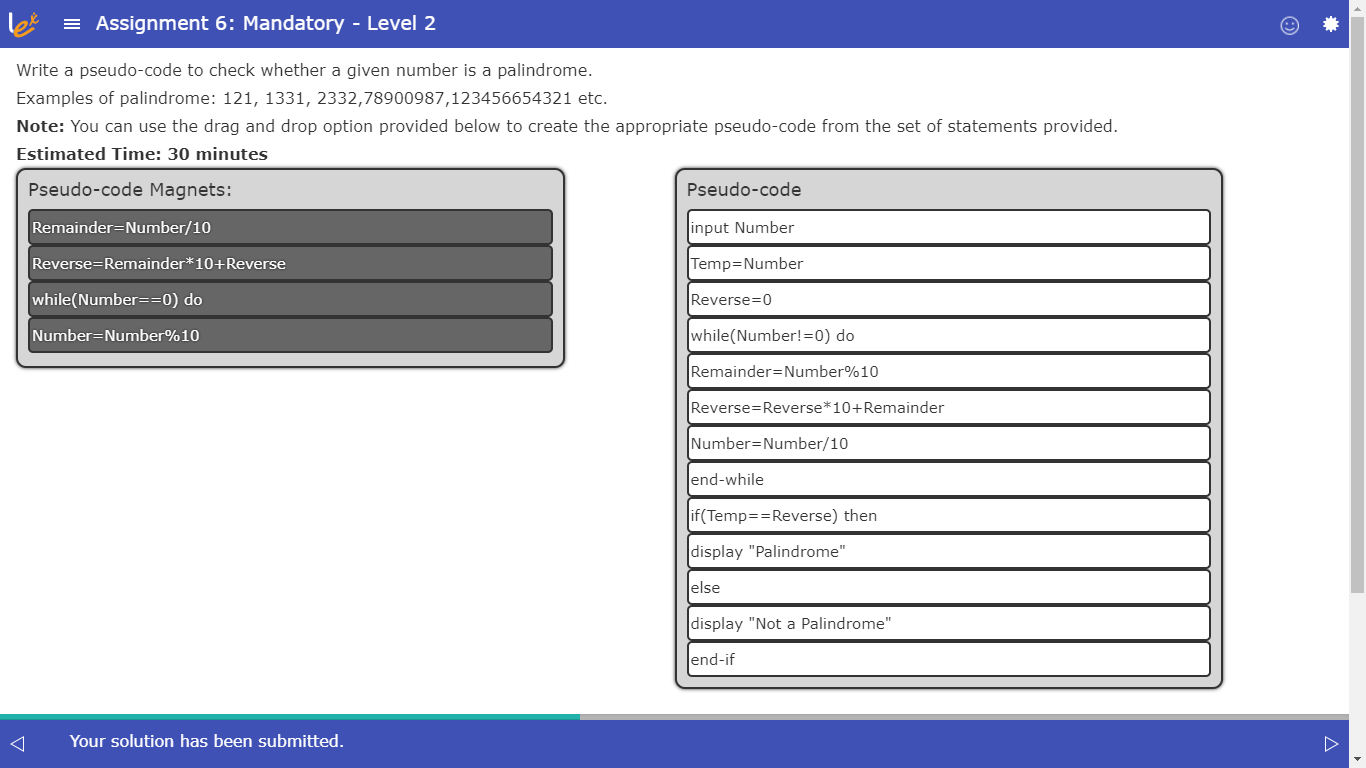 Lex Assignment 6: Mandatory - Level 2
Write a pseudo-code to check whether a given number is a palindrome.
Examples of palindrome: 121, 1331, 2332,78900987,123456654321 etc.
Note: You can use the drag and drop option provided below to create the appropriate pseudo-code from the set of statements provided.
Estimated Time: 30 minutes
Pseudo-code Magnets:
Remainder=Number/10
Reverse=Remainder*10+Reverse
while(Number==0) do
Number=Number%10
Pseudo-code
input Number
Temp=Number
Reverse=0
while(Number!=0) do
Remainder=Number%10
Reverse=Reverse*10+Remainder
Number=Number/10
end-while
if(Temp==Reverse) then
display "Palindrome"
else
display "Not a Palindrome"
end-if
Your solution has been submitted.